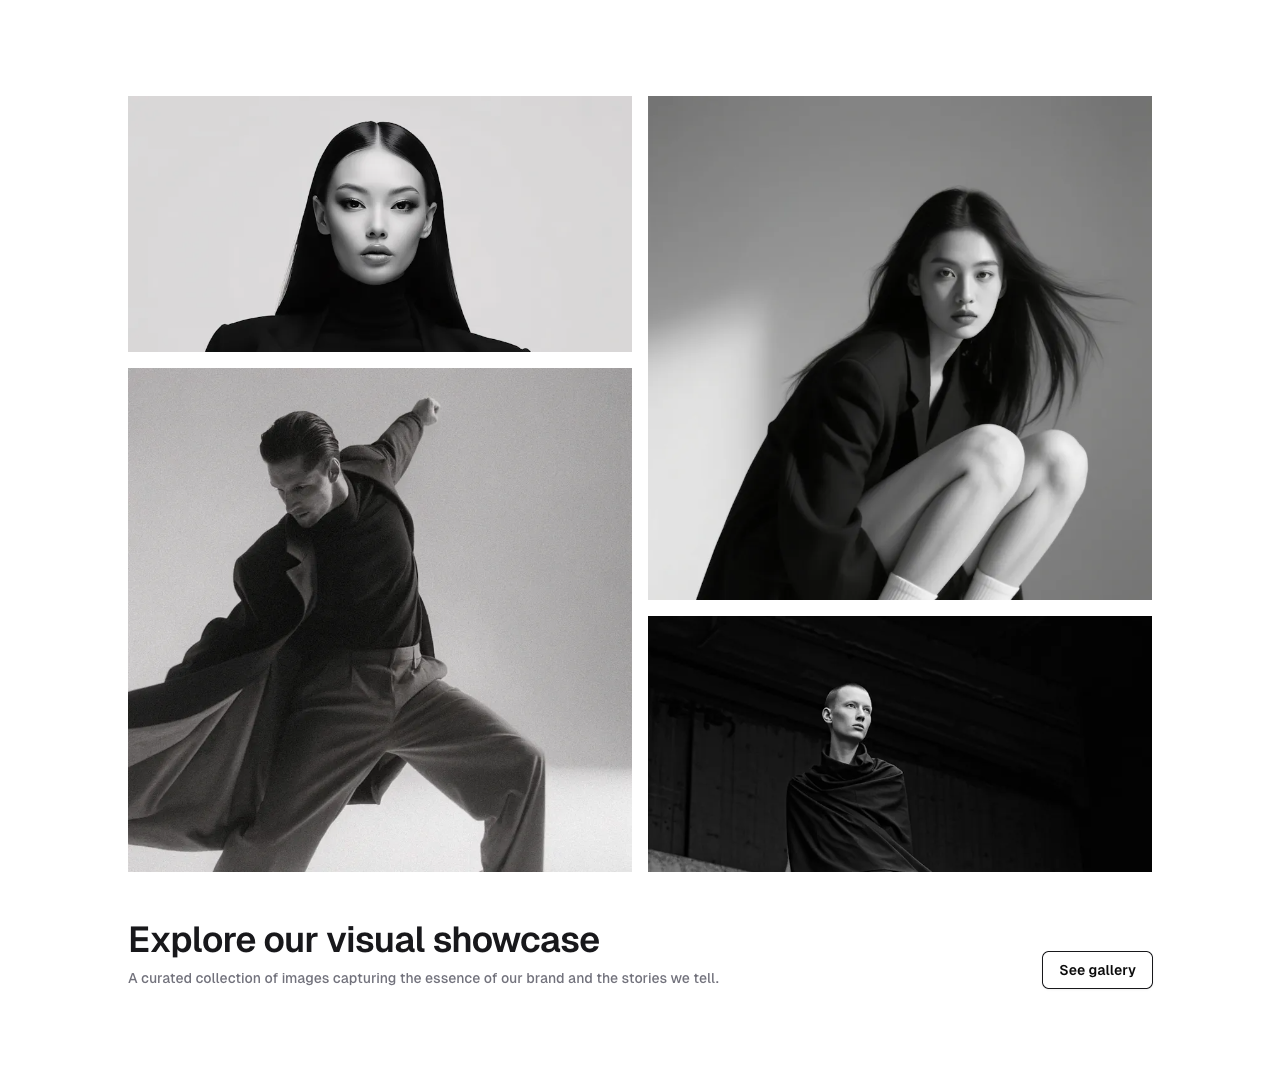 Explore our visual showcase
A curated collection of images capturing the essence of our brand and the stories we tell.
See gallery